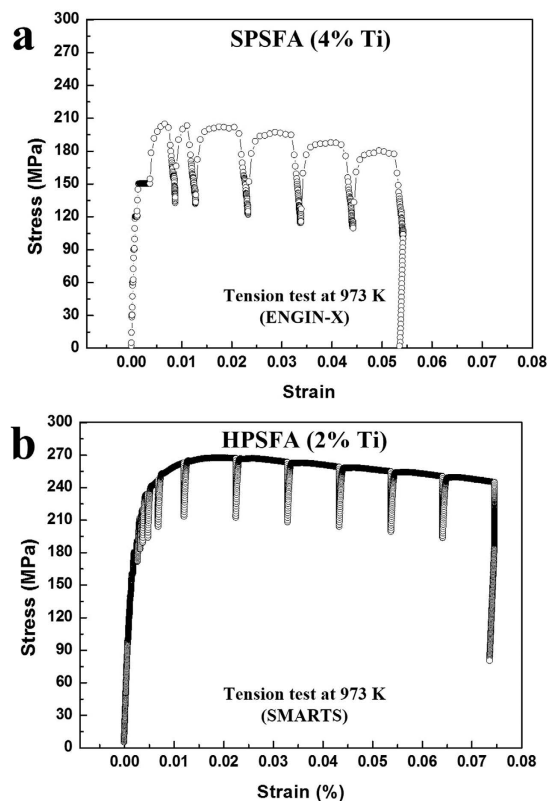 a
SPSFA (4% Ti)
300
270
240
210
180
150
120
90
60
30
0
Stress (MPa)
Tension test at 973 K
(ENGIN-X)
0.00 0.01 0.02 0.03 0.04 0.05 0.06 0.07 0.08
Strain
b
HPSFA (2% Ti)
300
270
240
210
180
150
120
90
60
30
0
Stress (MPa)
Tension test at 973 K
(SMARTS)
0.00 0.01 0.02 0.03 0.04 0.05 0.06 0.07 0.08
Strain (%)